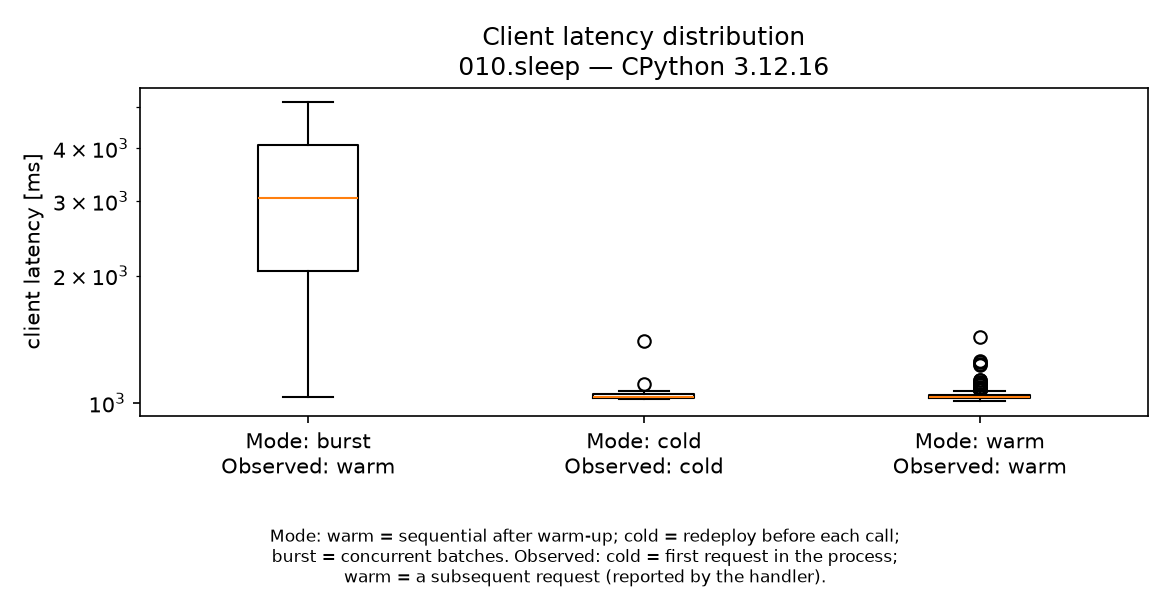 Client latency distribution
010.sleep — CPython 3.12.16
client latency [ms]
4 × 10³
3 × 10³
2 × 10³
10³
Mode: burst
Observed: warm
Mode: cold
Observed: cold
Mode: warm
Observed: warm
Mode: warm = sequential after warm-up; cold = redeploy before each call;
burst = concurrent batches. Observed: cold = first request in the process;
warm = a subsequent request (reported by the handler).